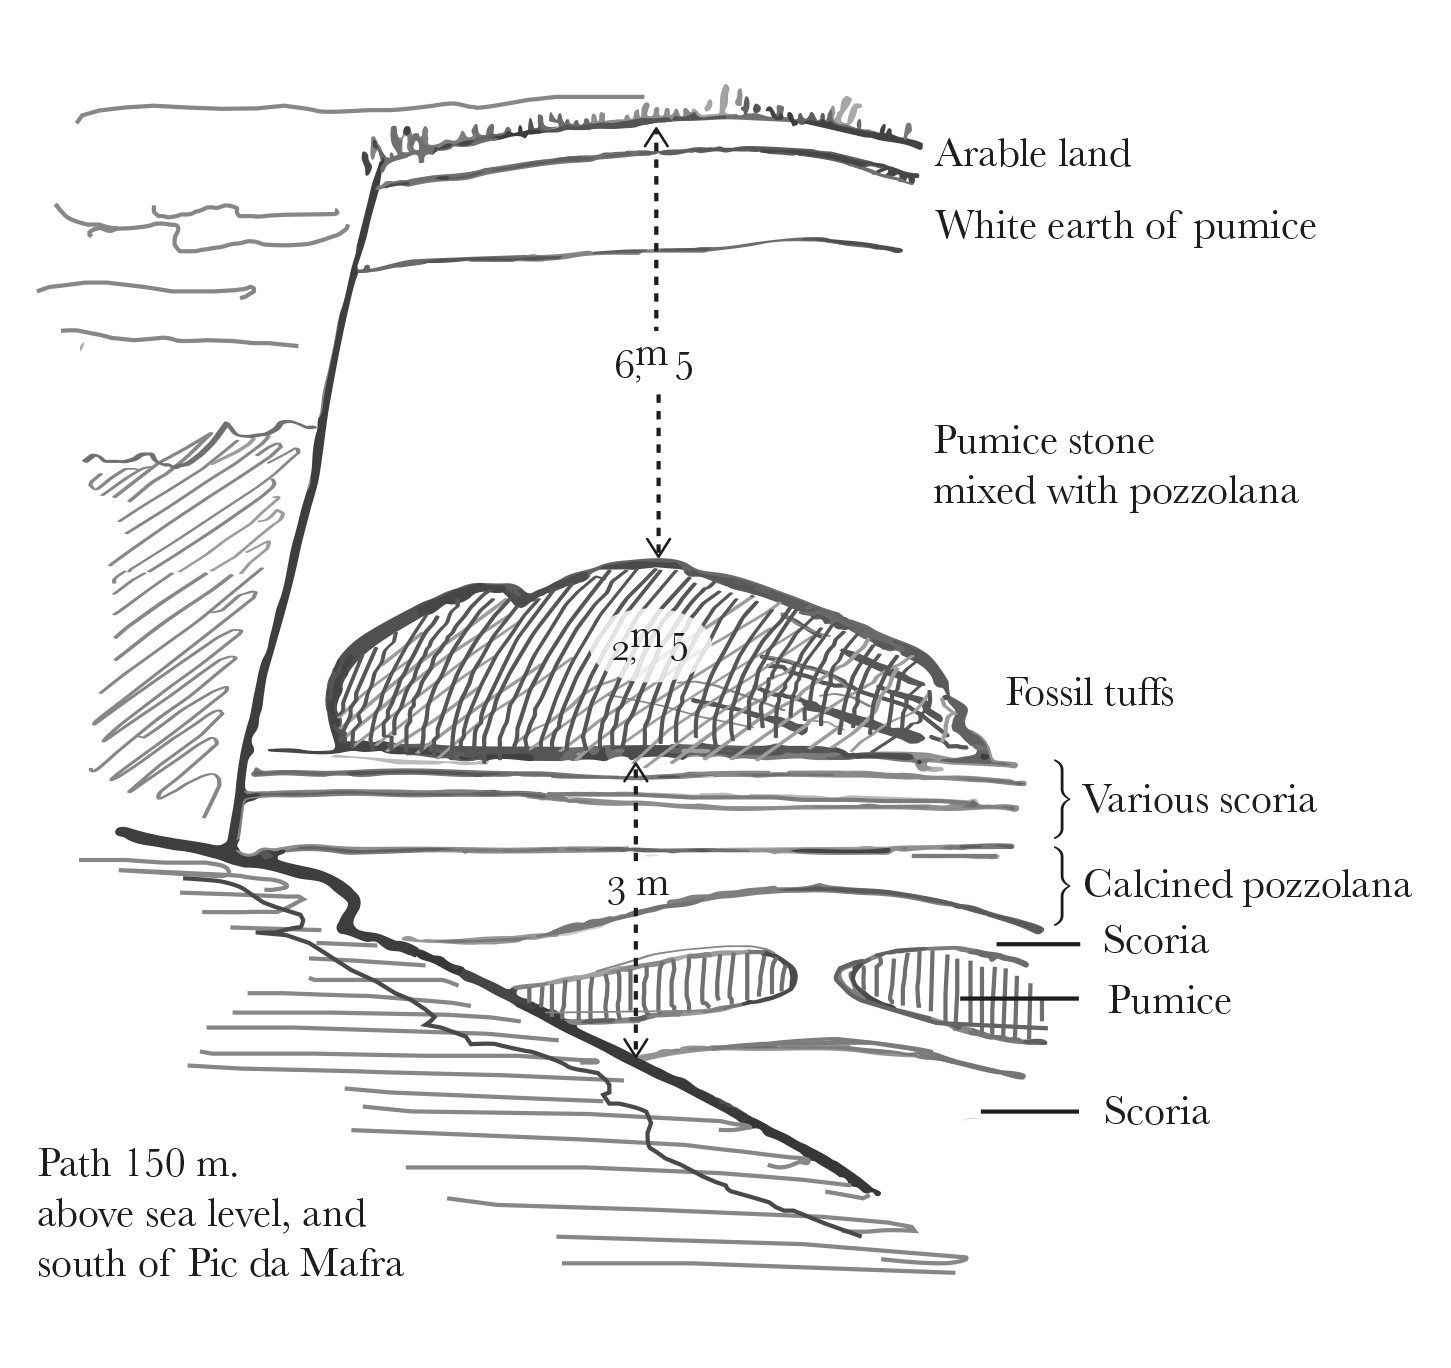 Arable land
White earth of pumice
6,m 5
Pumice stone
mixed with pozzolana
2,m 5
Fossil tuffs
Various scoria
3 m
Calcined pozzolana
Scoria
Pumice
Scoria
Path 150 m.
above sea level, and
south of Pic da Mafra